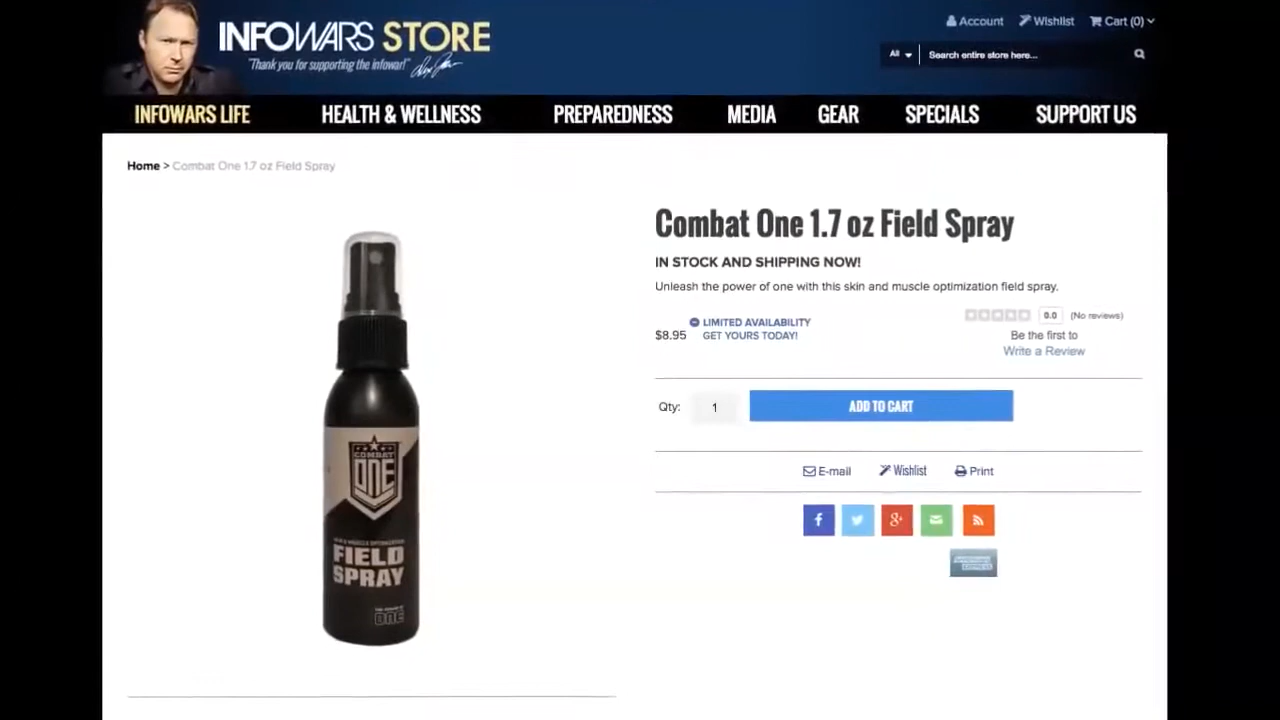 INFOWARS STORE
"Thank you for supporting the infowar!"
Account
Wishlist
Cart (0)
All
Search entire store here...
INFOWARS LIFE
HEALTH & WELLNESS
PREPAREDNESS
MEDIA
GEAR
SPECIALS
SUPPORT US
Home > Combat One 1.7 oz Field Spray
Combat One 1.7 oz Field Spray
IN STOCK AND SHIPPING NOW!
Unleash the power of one with this skin and muscle optimization field spray.
$8.95
LIMITED AVAILABILITY
GET YOURS TODAY!
0.0
(No reviews)
Be the first to
Write a Review
Qty:
1
ADD TO CART
E-mail
Wishlist
Print
COMBAT
ONE
FIELD
SPRAY
ONE